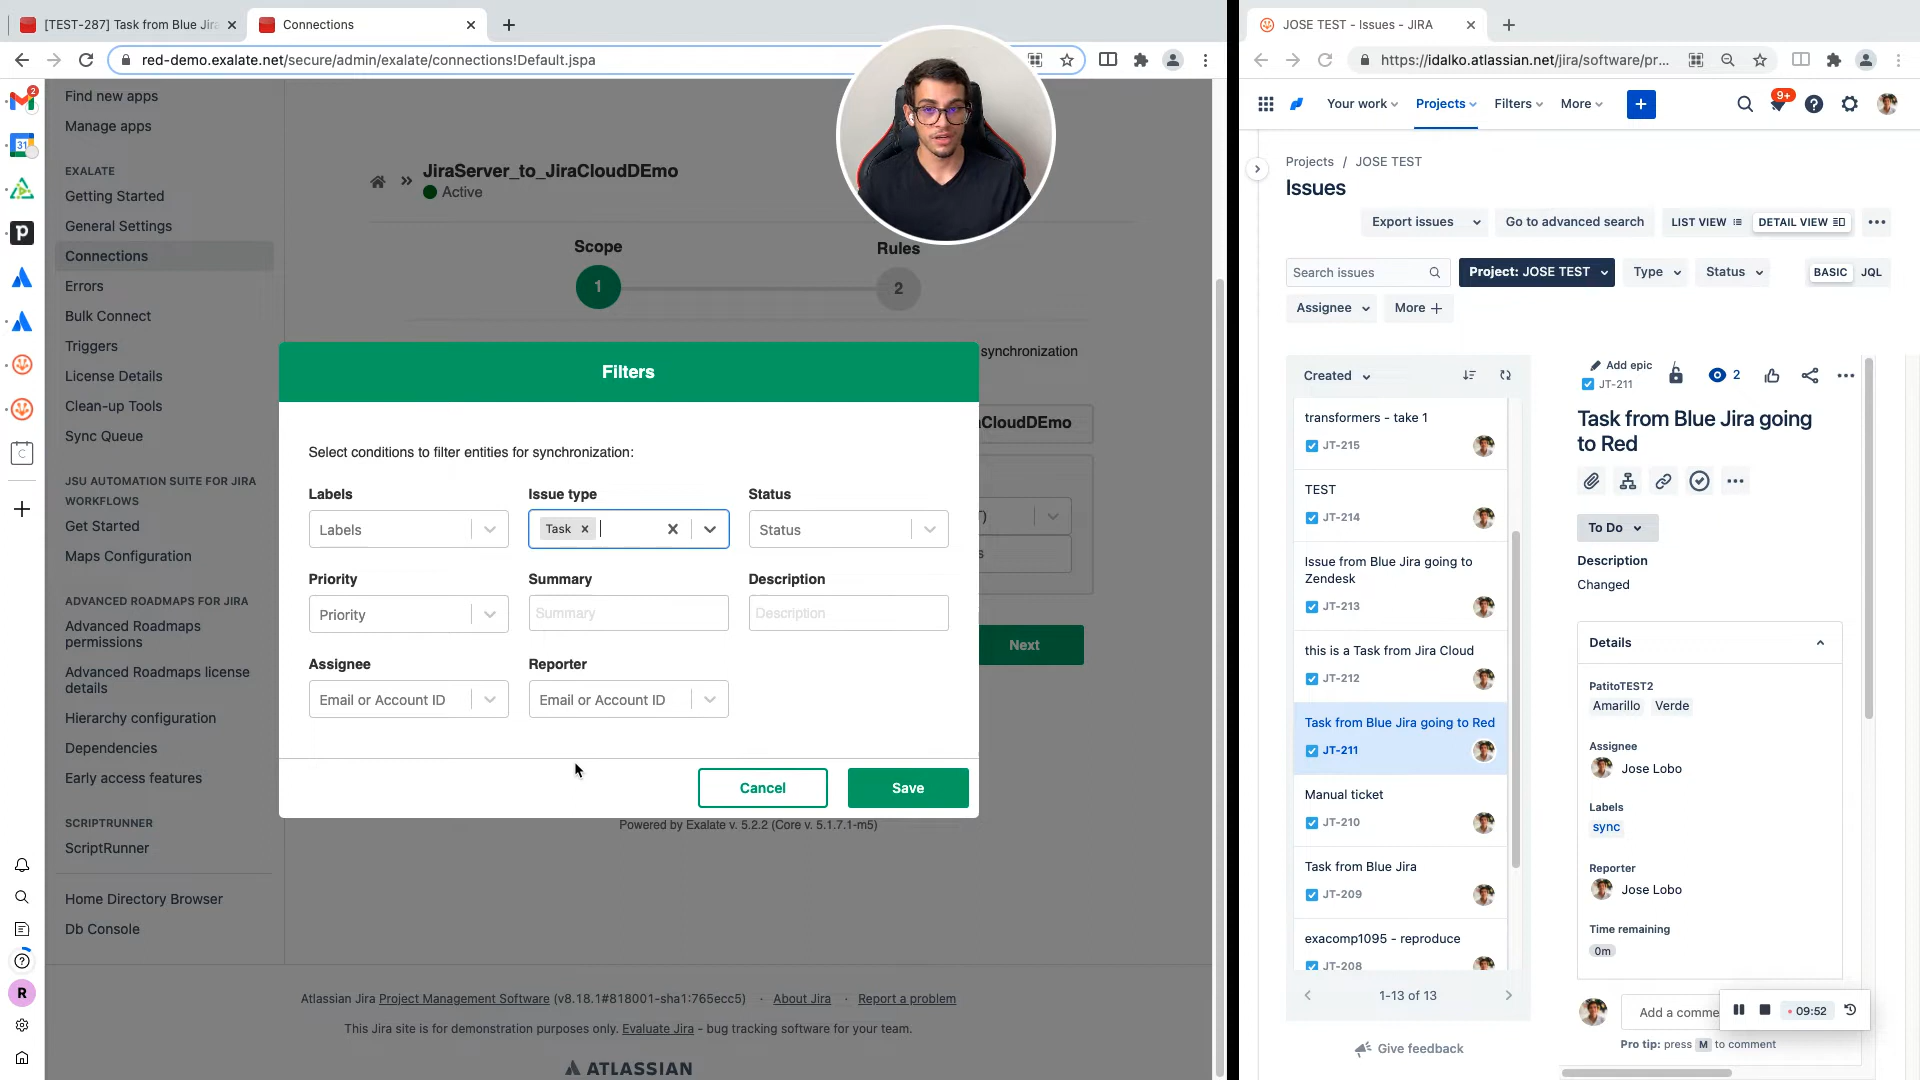 [TEST-287] Task from Blue Jira
Connections
red-demo.exalate.net/secure/admin/exalate/connections!Default.jspa
2
31
p
C
R
Find new apps
Manage apps
EXALATE
Getting Started
General Settings
Connections
Errors
Bulk Connect
Triggers
License Details
Clean-up Tools
Sync Queue
JSU AUTOMATION SUITE FOR JIRA
WORKFLOWS
Get Started
Maps Configuration
ADVANCED ROADMAPS FOR JIRA
Advanced Roadmaps
permissions
Advanced Roadmaps license
details
Hierarchy configuration
Dependencies
Early access features
SCRIPTRUNNER
ScriptRunner
Home Directory Browser
Db Console
JiraServer_to_JiraCloudDEmo
Active
Scope
Rules
1
2
synchronization
aCloudDEmo
Next
Filters
Select conditions to filter entities for synchronization:
Labels
Issue type
Status
Labels
Task
Status
Priority
Summary
Description
Priority
Summary
Description
Assignee
Reporter
Email or Account ID
Email or Account ID
Cancel
Save
Powered by Exalate v. 5.2.2 (Core v. 5.1.7.1-m5)
Atlassian Jira Project Management Software (v8.18.1#818001-sha1:765ecc5) · About Jira · Report a problem
This Jira site is for demonstration purposes only. Evaluate Jira - bug tracking software for your team.
ATLASSIAN
JOSE TEST - Issues - JIRA
https://idalko.atlassian.net/jira/software/pr...
Your work
Projects
Filters
More
9+
Projects / JOSE TEST
Issues
Export issues
Go to advanced search
LIST VIEW
DETAIL VIEW
Search issues
Project: JOSE TEST
Type
Status
BASIC
JQL
Assignee
More +
Created
transformers - take 1
JT-215
TEST
JT-214
Issue from Blue Jira going to
Zendesk
JT-213
this is a Task from Jira Cloud
JT-212
Task from Blue Jira going to Red
JT-211
Manual ticket
JT-210
Task from Blue Jira
JT-209
exacomp1095 - reproduce
JT-208
1-13 of 13
Give feedback
Add epic
JT-211
2
Task from Blue Jira going
to Red
To Do
Description
Changed
Details
PatitoTEST2
Amarillo Verde
Assignee
Jose Lobo
Labels
sync
Reporter
Jose Lobo
Time remaining
0m
Add a comme
09:52
Pro tip: press M to comment